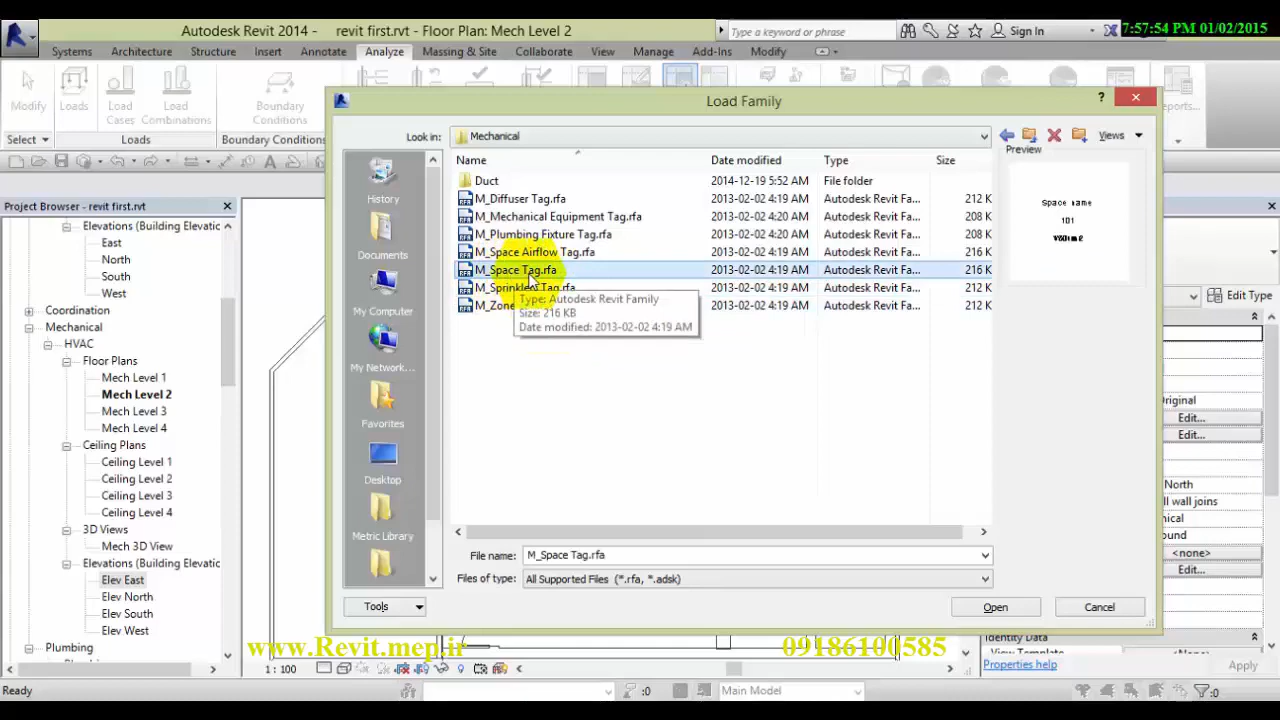 Autodesk Revit 2014 - revit first.rvt - Floor Plan: Mech Level 2
Type a keyword or phrase
Sign In
7:57:54 PM 01/02/2015
Systems Architecture Structure Insert Annotate Analyze Massing & Site Collaborate View Manage Add-Ins Modify
Modify
Loads
Load Cases
Load Combinations
Boundary Conditions
Reports...
Select
Loads
Boundary Conditions
Project Browser - revit first.rvt
Elevations (Building Elevatic
East
North
South
West
Coordination
Mechanical
HVAC
Floor Plans
Mech Level 1
Mech Level 2
Mech Level 3
Mech Level 4
Ceiling Plans
Ceiling Level 1
Ceiling Level 2
Ceiling Level 3
Ceiling Level 4
3D Views
Mech 3D View
Elevations (Building Elevatic
Elev East
Elev North
Elev South
Elev West
Plumbing
Load Family
?
Look in:
Mechanical
Views
Name Date modified Type Size
Duct 2014-12-19 5:52 AM File folder
M_Diffuser Tag.rfa 2013-02-02 4:19 AM Autodesk Revit Fa... 212 K
M_Mechanical Equipment Tag.rfa 2013-02-02 4:20 AM Autodesk Revit Fa... 208 K
M_Plumbing Fixture Tag.rfa 2013-02-02 4:20 AM Autodesk Revit Fa... 208 K
M_Space Airflow Tag.rfa 2013-02-02 4:19 AM Autodesk Revit Fa... 216 K
M_Space Tag.rfa 2013-02-02 4:19 AM Autodesk Revit Fa... 216 K
M_Sprinkler Tag.rfa 2013-02-02 4:19 AM Autodesk Revit Fa... 212 K
M_Zone 2013-02-02 4:19 AM Autodesk Revit Fa... 212 K
Type: Autodesk Revit Family
Size: 216 KB
Date modified: 2013-02-02 4:19 AM
History
Documents
My Computer
My Network...
Favorites
Desktop
Metric Library
Preview
Space name
101
File name: M_Space Tag.rfa
Files of type: All Supported Files (*.rfa, *.adsk)
Tools
Open
Cancel
Edit Type
Original
Edit...
Edit...
North
ll wall joins
nical
ound
<none>
Edit...
Identity Data
View Template
<None>
Properties help
Apply
www.Revit.mep.ir
09186100585
1 : 100
Ready
:0
Main Model
:0